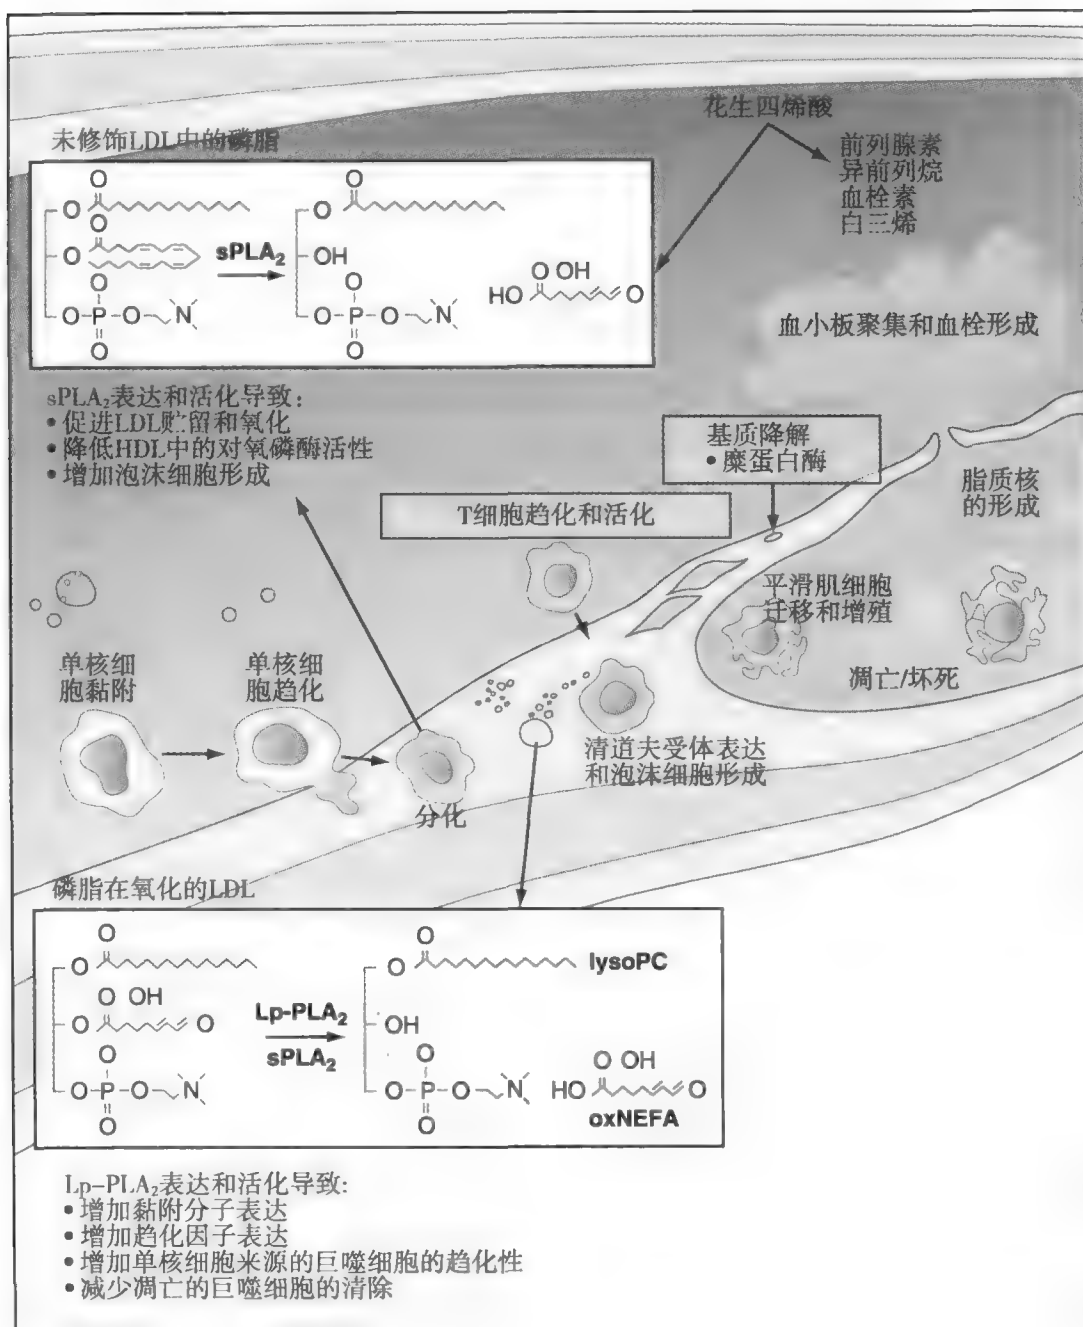 花生四烯酸
前列腺素
异前列烷
血栓素
白三烯
未修饰LDL中的磷脂
O
O
O
O
O
sPLA₂
OH
O
O
O OH
HO O
O-P-O N
O
O-P-O N
O
血小板聚集和血栓形成
sPLA₂表达和活化导致:
• 促进LDL贮留和氧化
• 降低HDL中的对氧磷酶活性
• 增加泡沫细胞形成
基质降解
• 糜蛋白酶
T细胞趋化和活化
脂质核
的形成
平滑肌细胞
迁移和增殖
凋亡/坏死
单核细
胞黏附
单核细
胞趋化
分化
清道夫受体表达
和泡沫细胞形成
磷脂在氧化的LDL
O
O
O
O lysoPC
O OH
O O
Lp-PLA₂
sPLA₂
OH
O
O
O-P-O N
O
O-P-O N
O
O OH
HO O
oxNEFA
Lp-PLA₂表达和活化导致:
• 增加黏附分子表达
• 增加趋化因子表达
• 增加单核细胞来源的巨噬细胞的趋化性
• 减少凋亡的巨噬细胞的清除